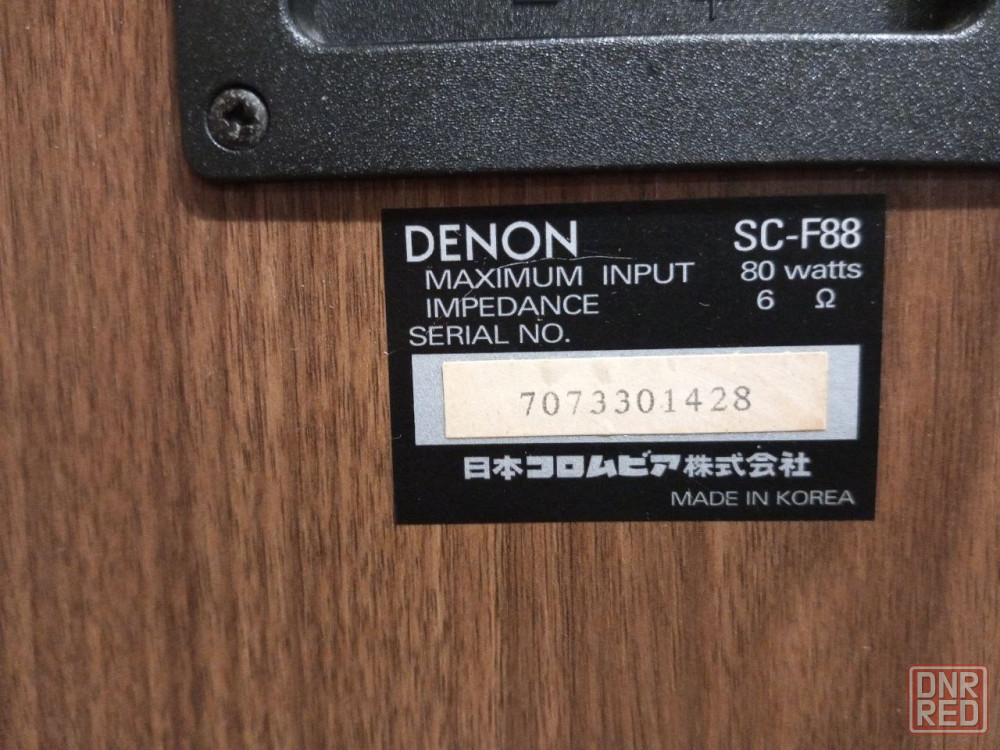 DENON SC-F88
MAXIMUM INPUT 80 watts
IMPEDANCE 6 Ω
SERIAL NO.
7073301428
日本コロムビア株式会社
MADE IN KOREA
DNR
RED